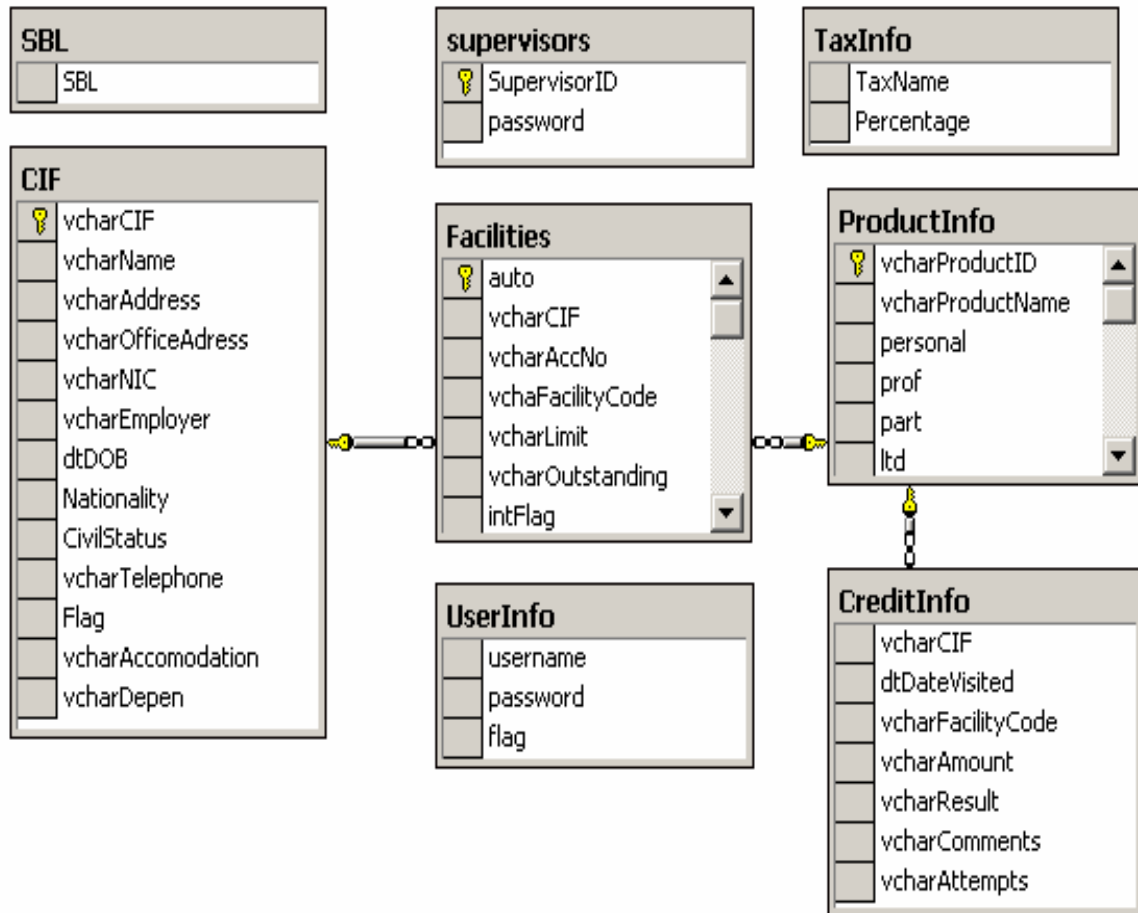 SBL
SBL
supervisors
SupervisorID
password
TaxInfo
TaxName
Percentage
CIF
vcharCIF
vcharName
vcharAddress
vcharOfficeAdress
vcharNIC
vcharEmployer
dtDOB
Nationality
CivilStatus
vcharTelephone
Flag
vcharAccomodation
vcharDepen
Facilities
auto
vcharCIF
vcharAccNo
vchaFacilityCode
vcharLimit
vcharOutstanding
intFlag
ProductInfo
vcharProductID
vcharProductName
personal
prof
part
ltd
UserInfo
username
password
flag
CreditInfo
vcharCIF
dtDateVisited
vcharFacilityCode
vcharAmount
vcharResult
vcharComments
vcharAttempts